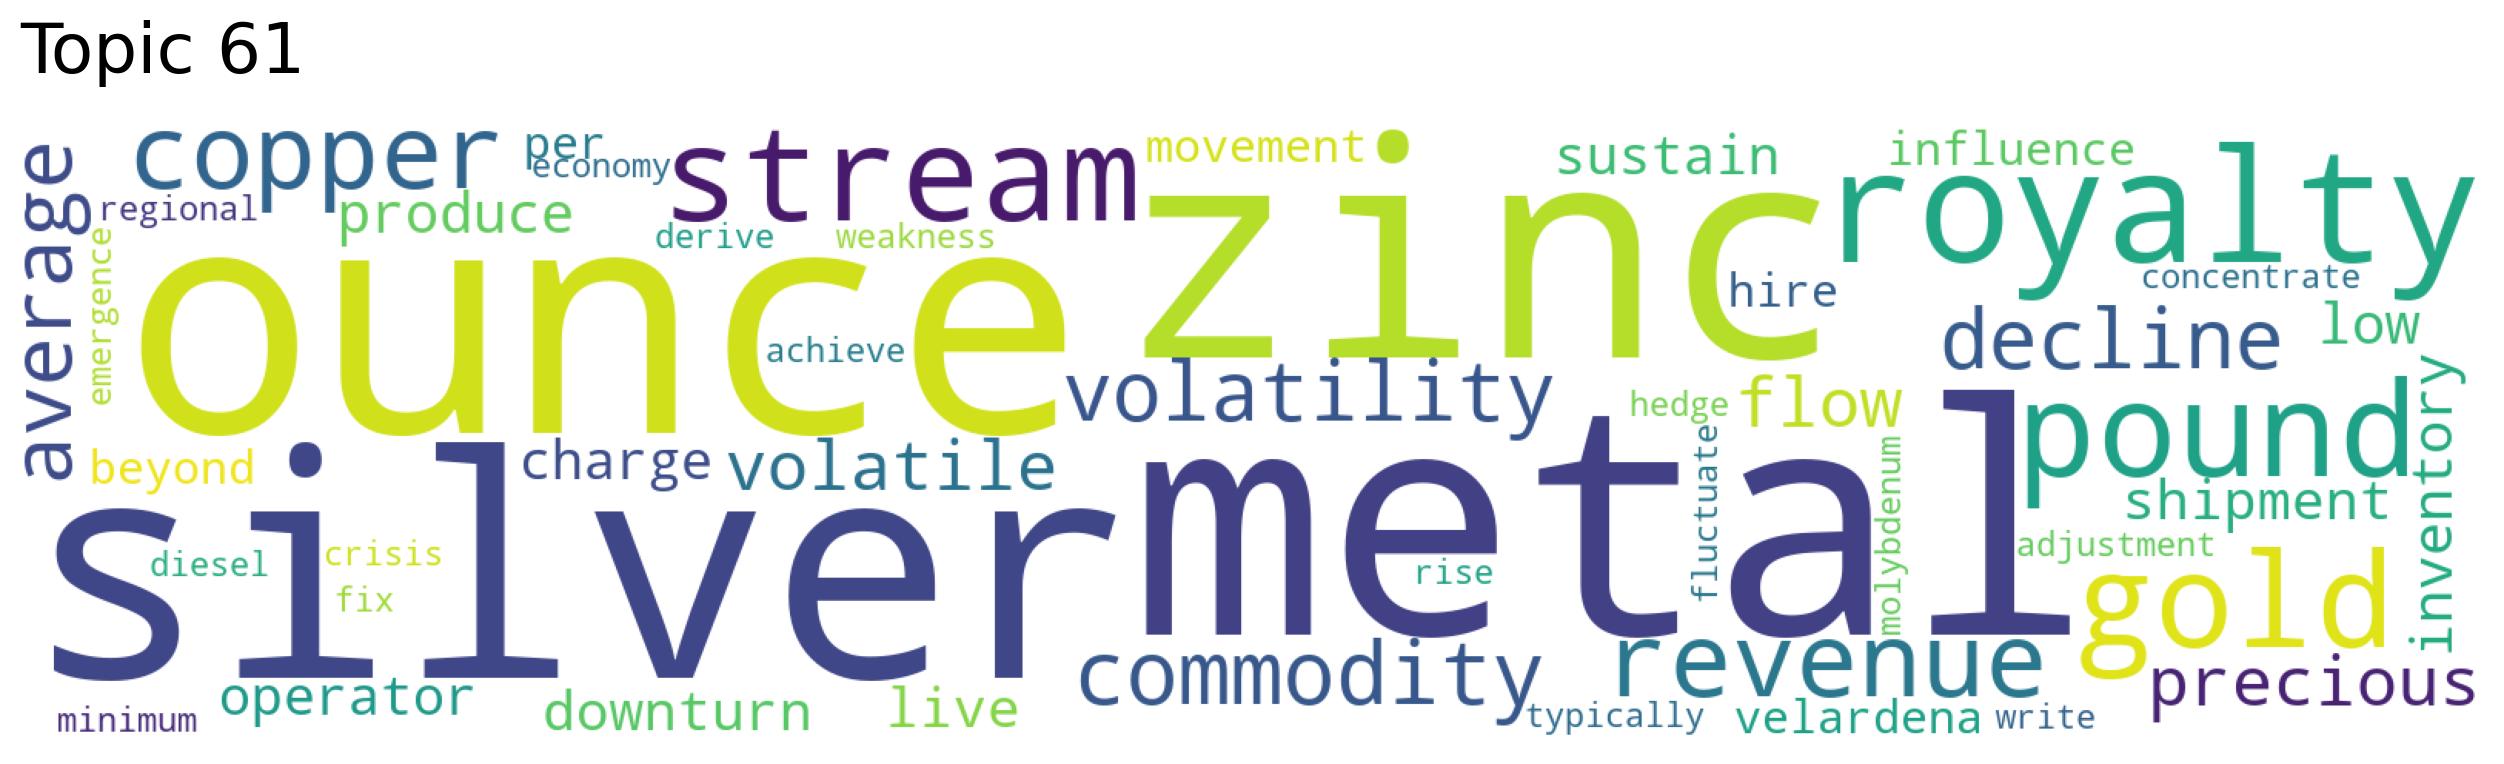 Topic 61
copper
per
economy
stream
movement
sustain
influence
average
regional
produce
derive
weakness
zinc
royalty
emergence
ounce
achieve
hire
concentrate
decline
low
volatility
hedge
flow
pound
inventory
beyond
charge
volatile
silver
metal
fluctuate
molybdenum
shipment
adjustment
diesel
crisis
fix
rise
gold
operator
minimum
downturn
live
commodity
revenue
precious
typically
velardena
write